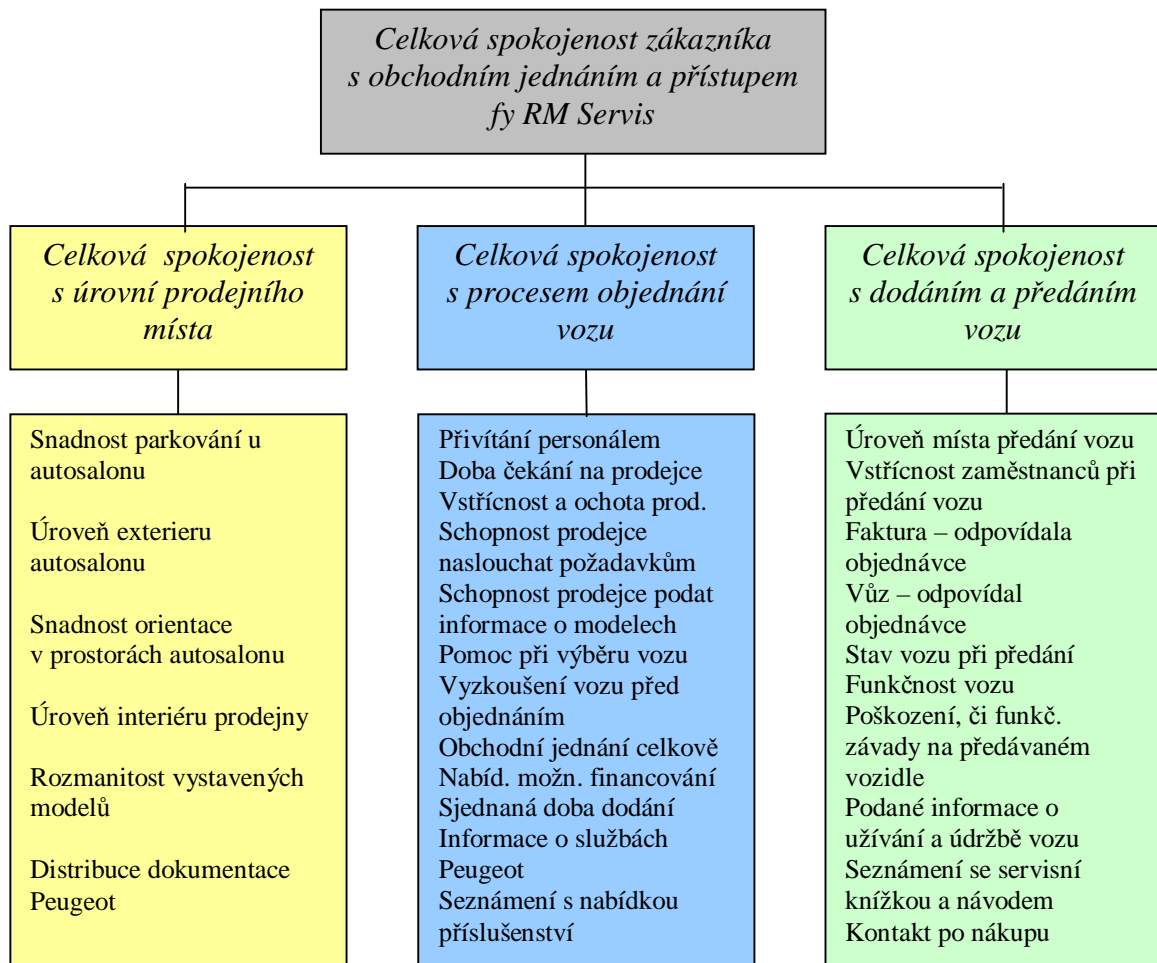 Celková spokojenost zákazníka
s obchodním jednáním a přístupem
fy RM Servis
Celková spokojenost
s úrovní prodejního
místa
Celková spokojenost
s procesem objednání
vozu
Celková spokojenost
s dodáním a předáním
vozu
Snadnost parkování u
autosalonu
Úroveň exterieru
autosalonu
Snadnost orientace
v prostorách autosalonu
Úroveň interiéru prodejny
Rozmanitost vystavených
modelů
Distribuce dokumentace
Peugeot
Přivítání personálem
Doba čekání na prodejce
Vstřícnost a ochota prod.
Schopnost prodejce
naslouchat požadavkům
Schopnost prodejce podat
informace o modelech
Pomoc při výběru vozu
Vyzkoušení vozu před
objednáním
Obchodní jednání celkově
Nabíd. možn. financování
Sjednaná doba dodání
Informace o službách
Peugeot
Seznámení s nabídkou
příslušenství
Úroveň místa předání vozu
Vstřícnost zaměstnanců při
předání vozu
Faktura – odpovídala
objednávce
Vůz – odpovídal
objednávce
Stav vozu při předání
Funkčnost vozu
Poškození, či funkč.
závady na předávaném
vozidle
Podané informace o
užívání a údržbě vozu
Seznámení se servisní
knížkou a návodem
Kontakt po nákupu